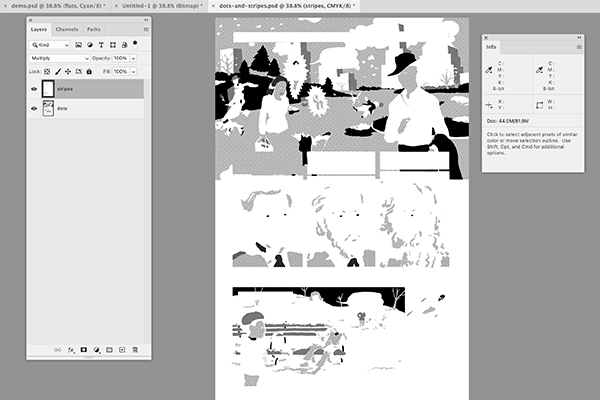 × demo.psd @ 38.8% (flats, Cyan/8) *
× Untitled-1 @ 38.8% (Bitmap) *
× dots-and-stripes.psd @ 38.8% (stripes, CMYK/8) *
Layers Channels Paths
Kind
Multiply Opacity: 100%
Lock: Fill: 100%
stripes
dots
fx
Info
C : C :
M : M :
Y : Y :
K : K :
8-bit 8-bit
X : W :
Y : H :
Doc: 44.5M/81.9M
Click to select adjacent pixels of similar
color or move selection outline. Use
Shift, Opt, and Cmd for additional
options.